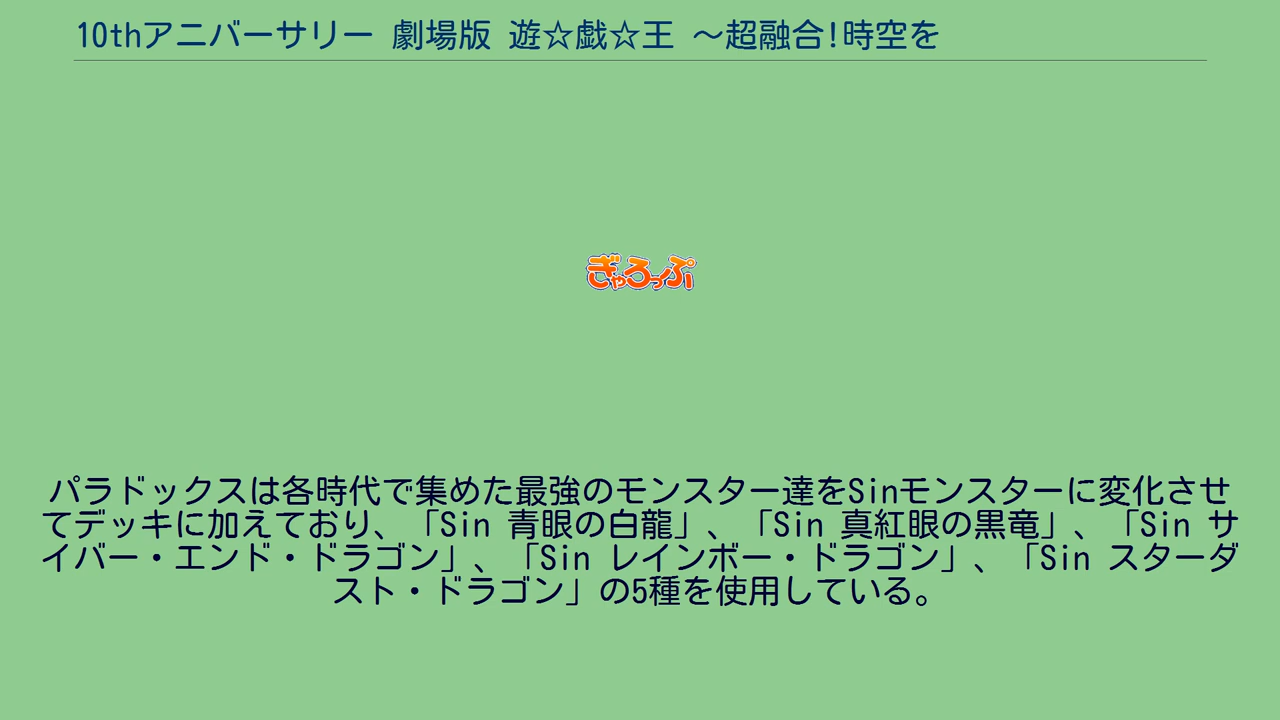 10thアニバーサリー 劇場版 遊☆戯☆王 ～超融合!時空を
ぎゃろっぷ
パラドックスは各時代で集めた最強のモンスター達をSinモンスターに変化させ
てデッキに加えており、「Sin 青眼の白龍」、「Sin 真紅眼の黒竜」、「Sin サ
イバー・エンド・ドラゴン」、「Sin レインボー・ドラゴン」、「Sin スターダ
スト・ドラゴン」の5種を使用している。